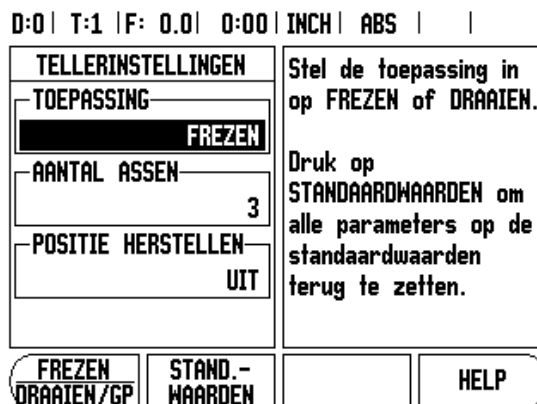 D:0 | T:1 | F: 0.0 | 0:00 | INCH | ABS | |
TELLERINSTELLINGEN
TOEPASSING
FREZEN
AANTAL ASSEN
3
POSITIE HERSTELLEN
UIT
Stel de toepassing in
op FREZEN of DRAAIEN.
Druk op
STANDAARDWAARDEN om
alle parameters op de
standaardwaarden
terug te zetten.
FREZEN
DRAAIEN/GP
STAND.-
WAARDEN
HELP